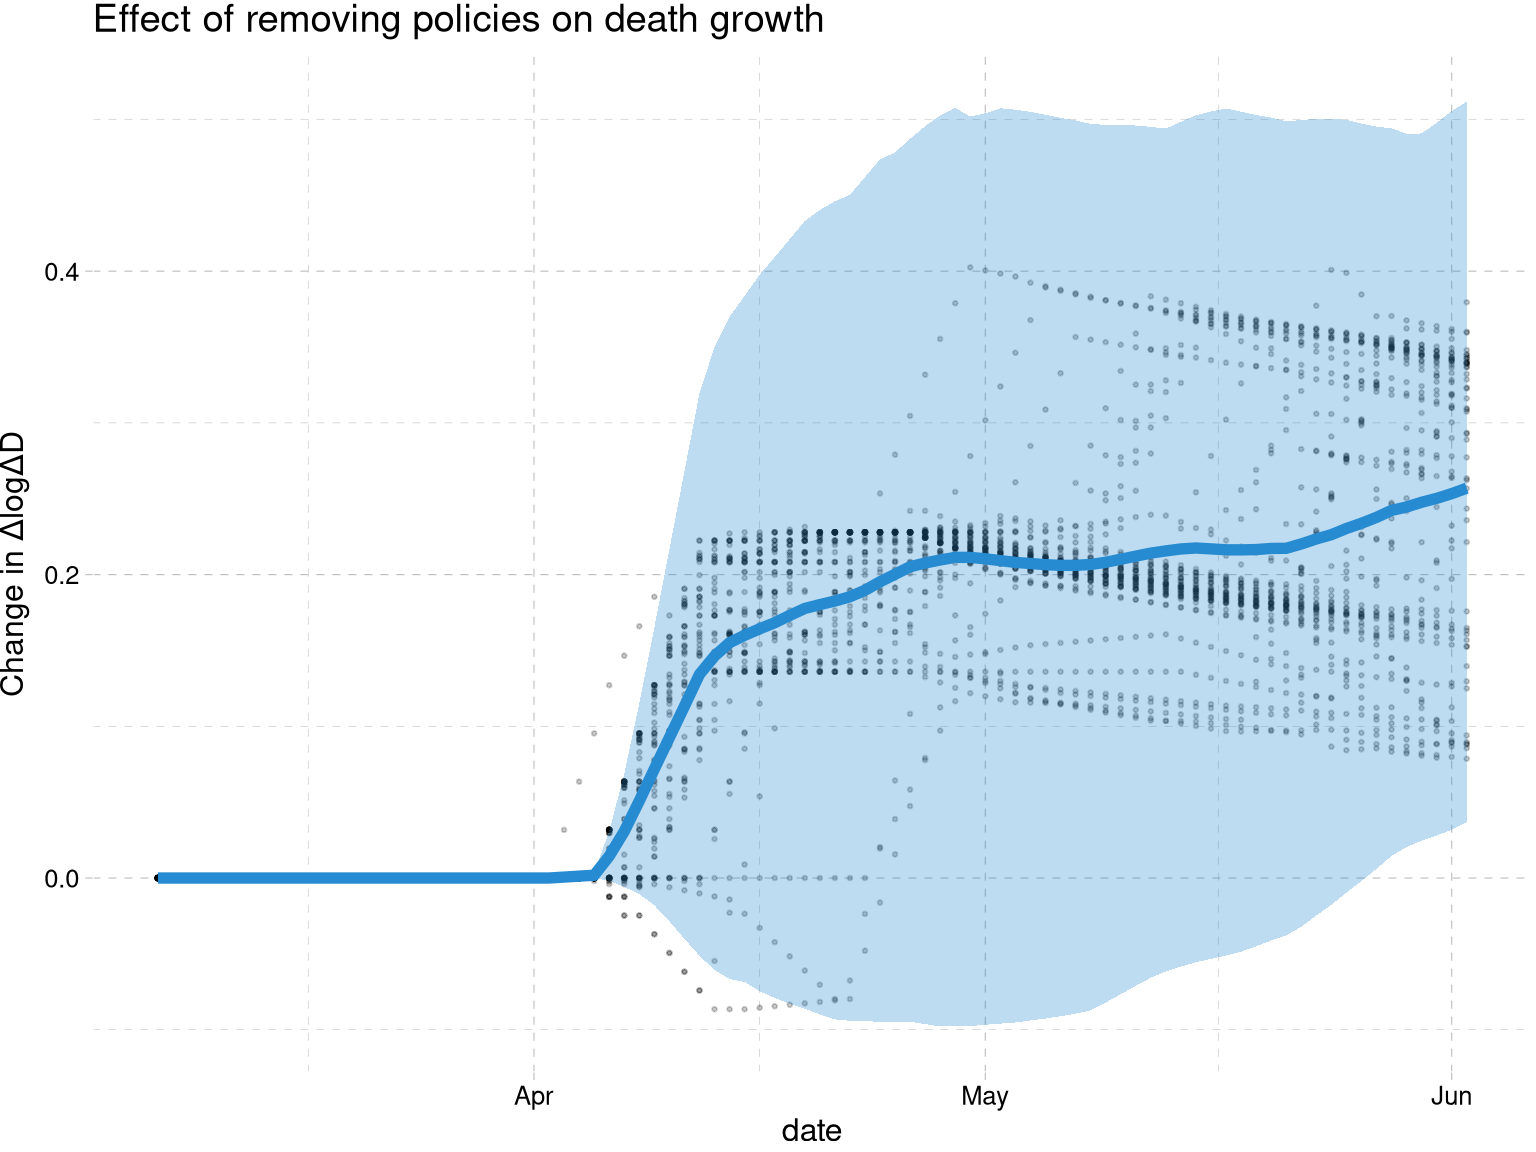 Effect of removing policies on death growth
Change in ΔlogΔD
0.4
0.2
0.0
Apr
May
Jun
date